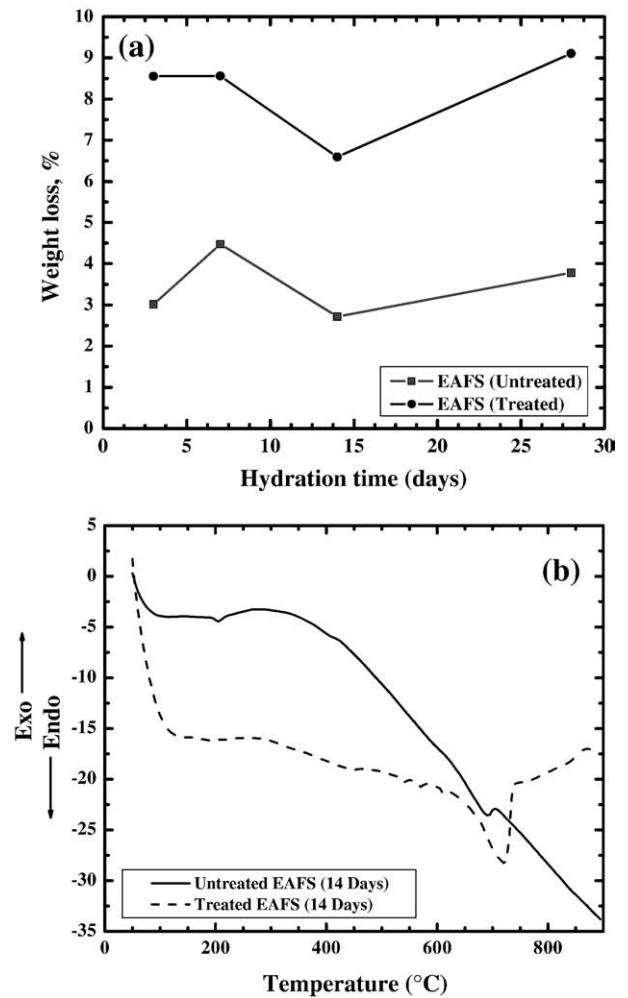 (a)
10
9
8
7
6
5
4
3
2
1
0
Weight loss, %
EAFS (Untreated)
EAFS (Treated)
0 5 10 15 20 25 30
Hydration time (days)
(b)
5
0
-5
-10
-15
-20
-25
-30
-35
Exo
Endo
Untreated EAFS (14 Days)
Treated EAFS (14 Days)
0 200 400 600 800
Temperature (°C)